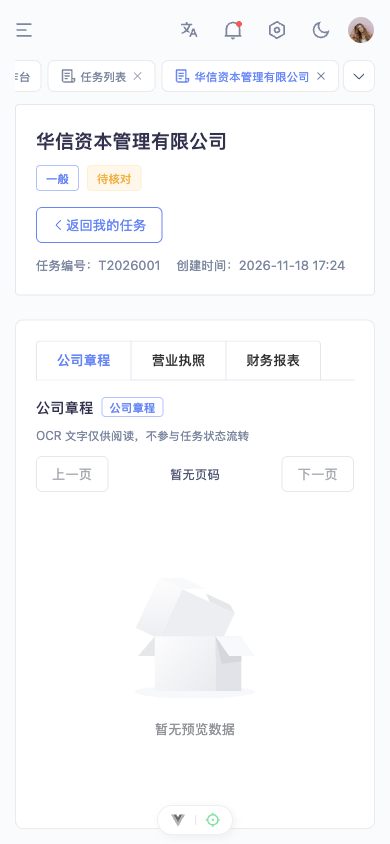 台
任务列表
华信资本管理有限公司
华信资本管理有限公司
一般
待核对
返回我的任务
任务编号：T2026001 创建时间：2026-11-18 17:24
公司章程
营业执照
财务报表
公司章程 公司章程
OCR 文字仅供阅读，不参与任务状态流转
上一页
暂无页码
下一页
暂无预览数据